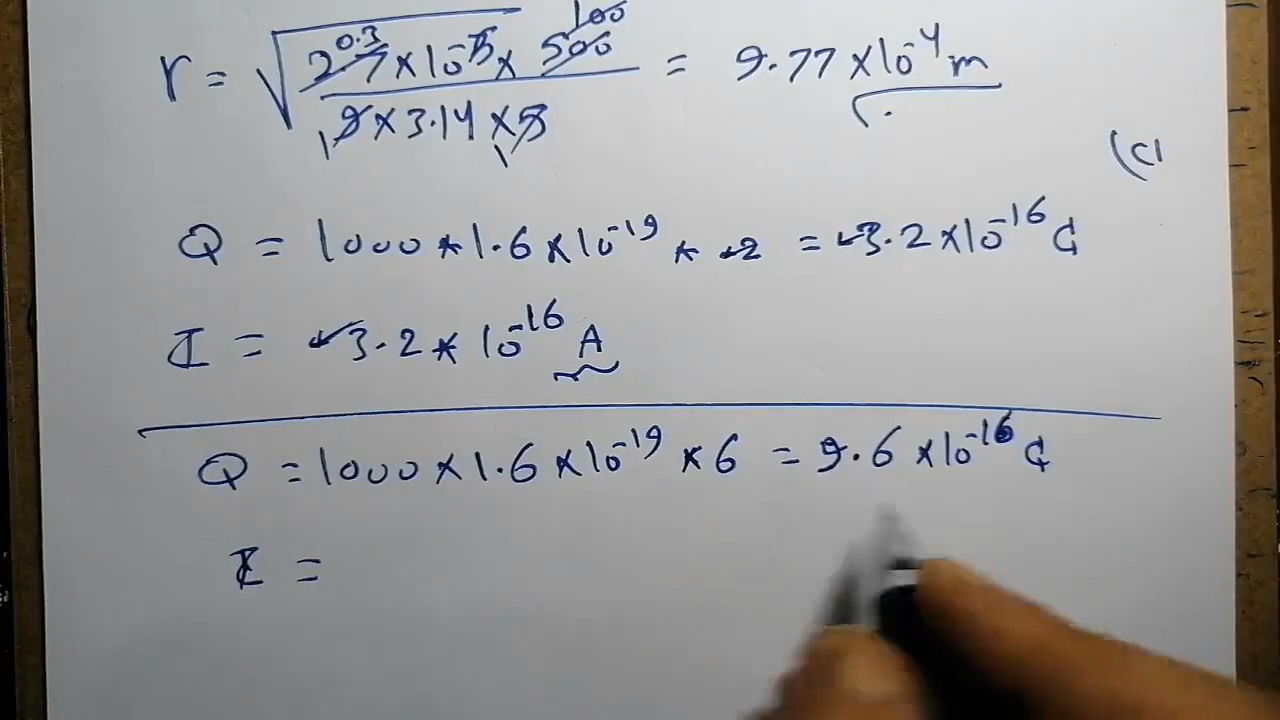 r = √(2.7 0.3 × 10⁻⁵ × 500 100 / 9 1 × 3.14 × 5 1) = 9.77 × 10⁻⁴ m
(C)
Q = 1000 * 1.6 × 10⁻¹⁹ * -2 = -3.2 × 10⁻¹⁶ C
I = -3.2 * 10⁻¹⁶ A
Q = 1000 × 1.6 × 10⁻¹⁹ × 6 = 9.6 × 10⁻¹⁶ C
I =